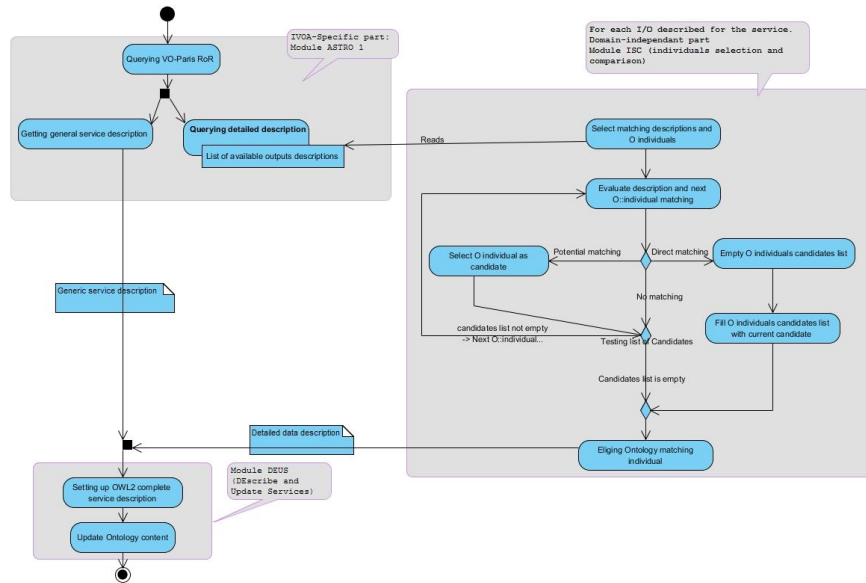 IVOA-Specific part:
Module ASTRO 1
For each I/O described for the service.
Domain-independant part
Module ISC (individuals selection and
comparison)
Querying VO-Paris RoR
Getting general service description
Querying detailed description
List of available outputs descriptions
Reads
Select matching descriptions and
O individuals
Evaluate description and next
O::individual matching
Select O individual as
candidate
Potential matching
Direct matching
Empty O individuals candidates list
No matching
Generic service description
candidates list not empty
-> Next O::individual...
Testing list of Candidates
Fill O individuals candidates list
with current candidate
Candidates list is empty
Detailed data description
Eliging Ontology matching
individual
Module DEUS
(DEscribe and
Update Services)
Setting up OWL2 complete
service description
Update Ontology content